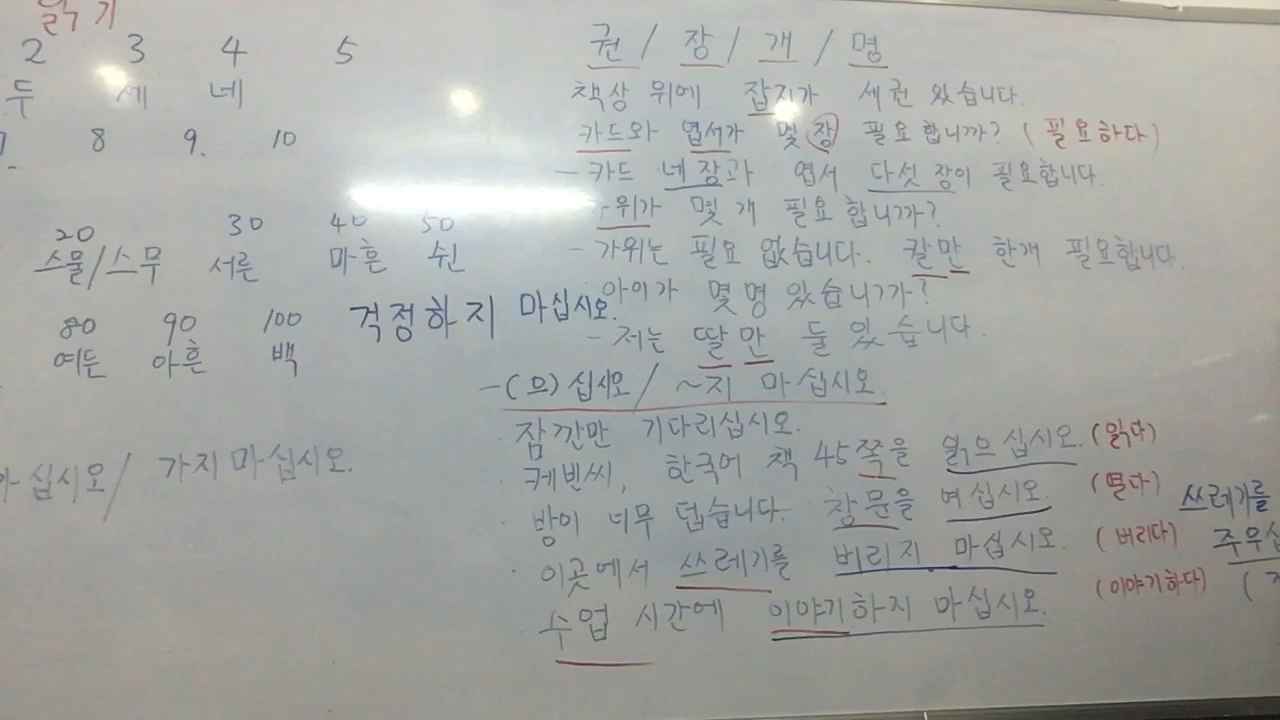 읽기
2 3 4 5
두 세 네
7 8 9. 10
20 30 40 50
스물/스무 서른 마흔 쉰
80 90 100
여든 아흔 백
걱정하지 마십시오.
십시오/ 가지 마십시오.
권 / 장 / 개 / 명
책상 위에 잡지가 세권 있습니다.
카드와 엽서가 몇 장 필요합니까? (필요하다)
- 카드 네 장과 엽서 다섯 장이 필요합니다.
위가 몇 개 필요합니까?
- 가위는 필요 없습니다. 칼만 한개 필요합니다.
아이가 몇 명 있습니까?
- 저는 딸만 둘 있습니다.
-(으)십시오/ ~지 마십시오.
· 잠깐만 기다리십시오.
· 케빈씨, 한국어 책 45쪽을 읽으십시오. (읽다)
· 방이 너무 덥습니다. 창문을 여십시오. (열다)
· 이곳에서 쓰레기를 버리지 마십시오. (버리다)
· 수업 시간에 이야기하지 마십시오. (이야기하다)
쓰레기를
주우십